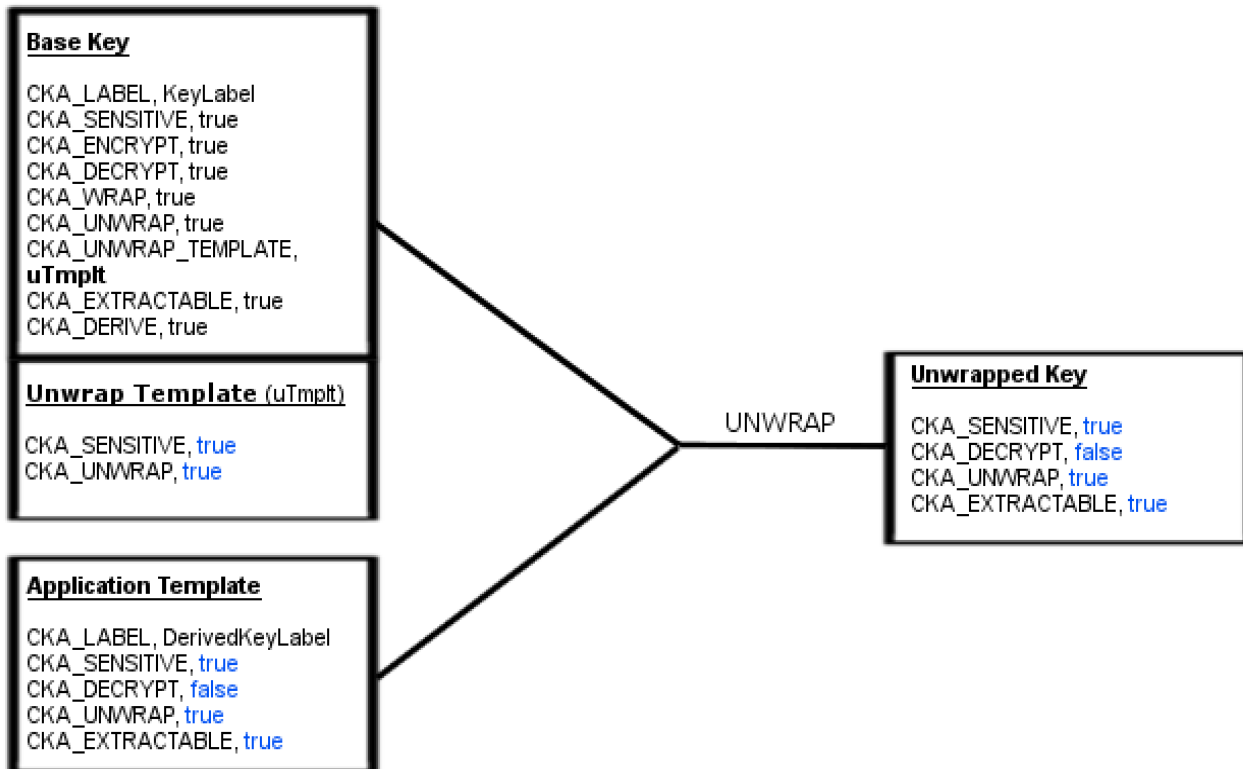 Base Key
CKA_LABEL, KeyLabel
CKA_SENSITIVE, true
CKA_ENCRYPT, true
CKA_DECRYPT, true
CKA_WRAP, true
CKA_UNWRAP, true
CKA_UNWRAP_TEMPLATE,
uTmplt
CKA_EXTRACTABLE, true
CKA_DERIVE, true
Unwrap Template (uTmplt)
CKA_SENSITIVE, true
CKA_UNWRAP, true
Application Template
CKA_LABEL, DerivedKeyLabel
CKA_SENSITIVE, true
CKA_DECRYPT, false
CKA_UNWRAP, true
CKA_EXTRACTABLE, true
UNWRAP
Unwrapped Key
CKA_SENSITIVE, true
CKA_DECRYPT, false
CKA_UNWRAP, true
CKA_EXTRACTABLE, true